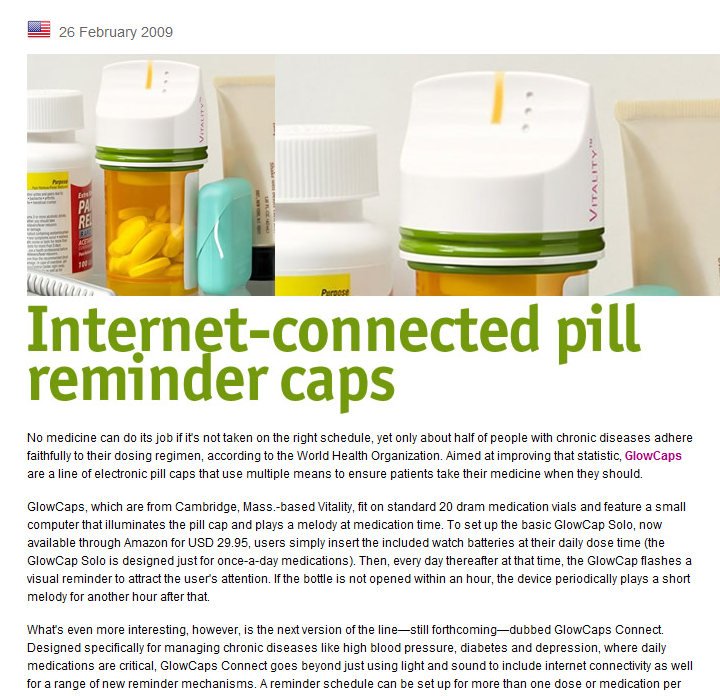 26 February 2009
VITALITY™
VITALITY™
Purpose
Purpose
Internet-connected pill
reminder caps
No medicine can do its job if it's not taken on the right schedule, yet only about half of people with chronic diseases adhere
faithfully to their dosing regimen, according to the World Health Organization. Aimed at improving that statistic, GlowCaps
are a line of electronic pill caps that use multiple means to ensure patients take their medicine when they should.
GlowCaps, which are from Cambridge, Mass.-based Vitality, fit on standard 20 dram medication vials and feature a small
computer that illuminates the pill cap and plays a melody at medication time. To set up the basic GlowCap Solo, now
available through Amazon for USD 29.95, users simply insert the included watch batteries at their daily dose time (the
GlowCap Solo is designed just for once-a-day medications). Then, every day thereafter at that time, the GlowCap flashes a
visual reminder to attract the user's attention. If the bottle is not opened within an hour, the device periodically plays a short
melody for another hour after that.
What's even more interesting, however, is the next version of the line—still forthcoming—dubbed GlowCaps Connect.
Designed specifically for managing chronic diseases like high blood pressure, diabetes and depression, where daily
medications are critical, GlowCaps Connect goes beyond just using light and sound to include internet connectivity as well
for a range of new reminder mechanisms. A reminder schedule can be set up for more than one dose or medication per